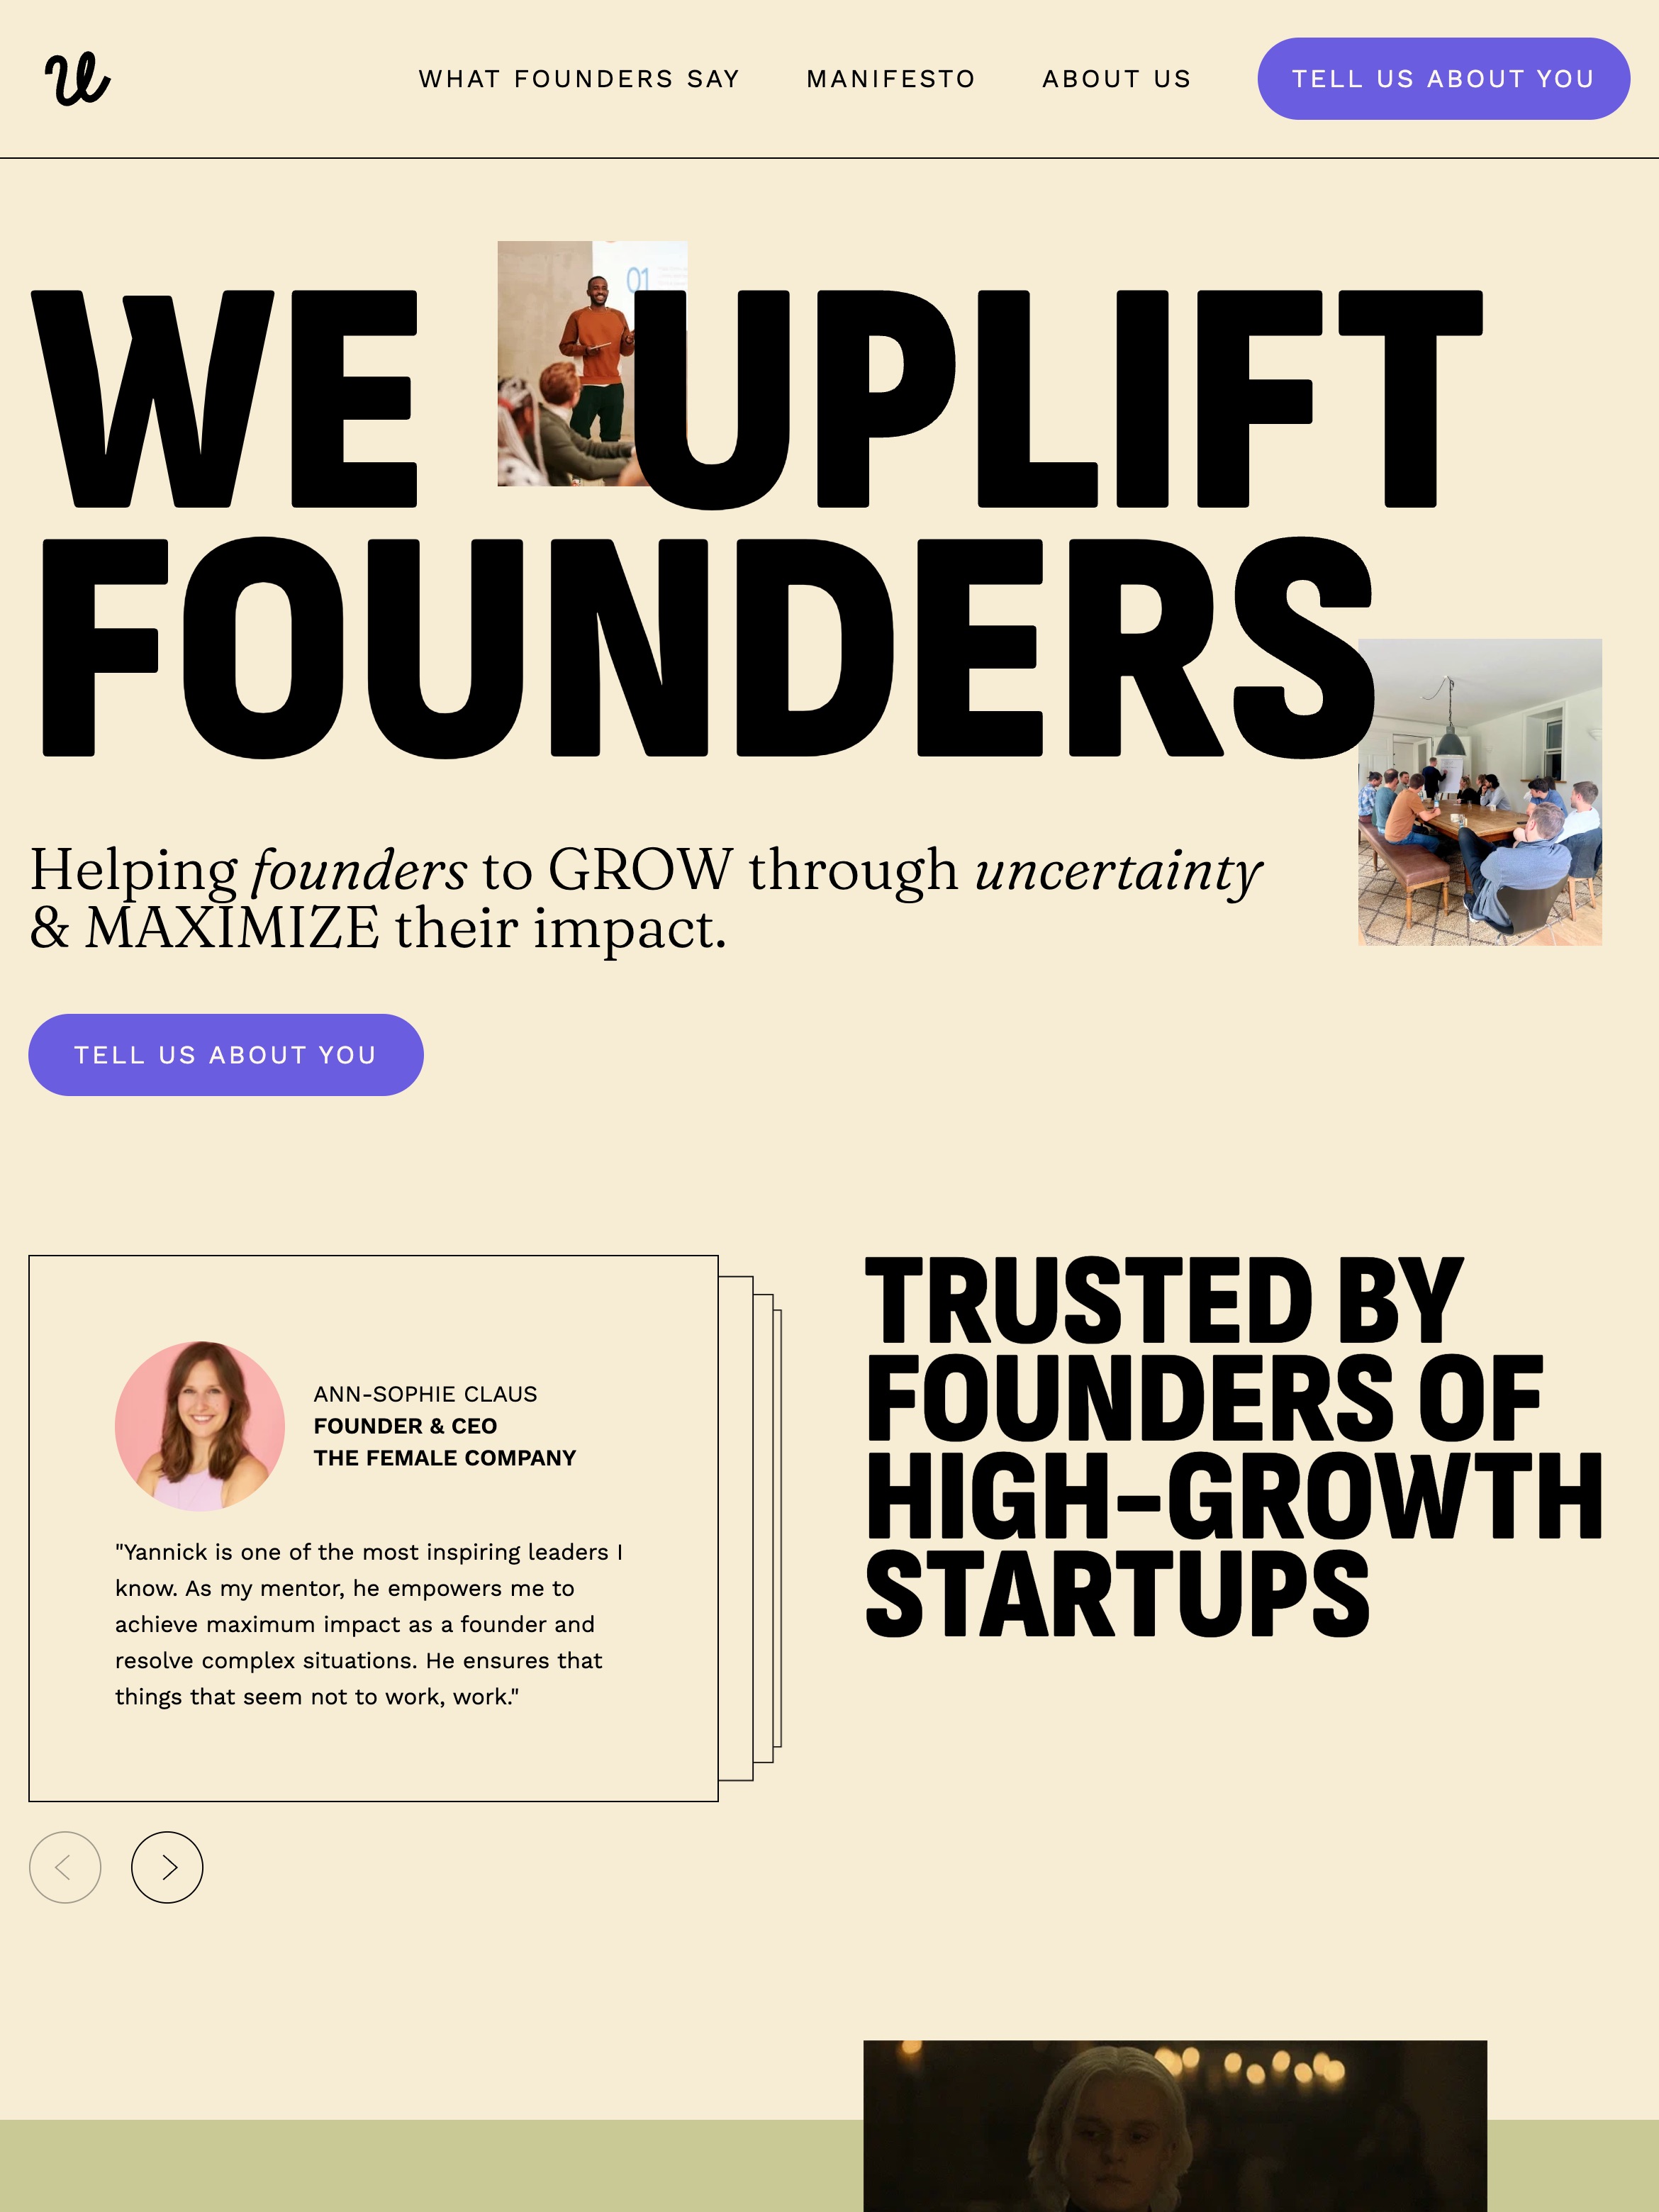 u
WHAT FOUNDERS SAY
MANIFESTO
ABOUT US
TELL US ABOUT YOU
01
WE UPLIFT
FOUNDERS
Helping founders to GROW through uncertainty
& MAXIMIZE their impact.
TELL US ABOUT YOU
ANN-SOPHIE CLAUS
FOUNDER & CEO
THE FEMALE COMPANY
"Yannick is one of the most inspiring leaders I
know. As my mentor, he empowers me to
achieve maximum impact as a founder and
resolve complex situations. He ensures that
things that seem not to work, work."
TRUSTED BY
FOUNDERS OF
HIGH-GROWTH
STARTUPS